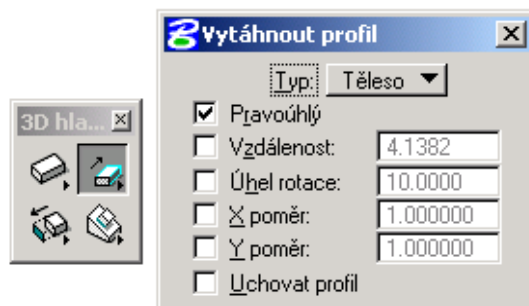 Vytáhnout profil
Typ: Těleso
3D hla...
Pravoúhlý
Vzdálenost: 4.1382
Úhel rotace: 10.0000
X poměr: 1.000000
Y poměr: 1.000000
Uchovat profil